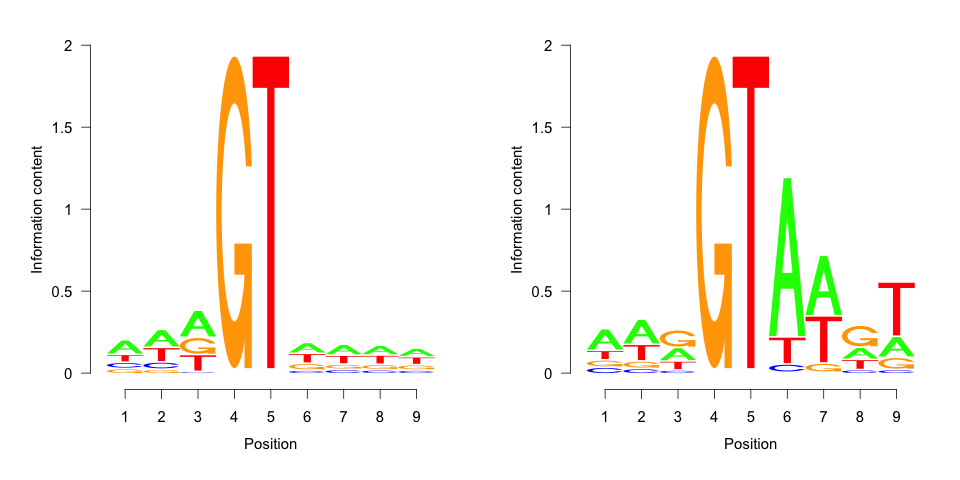 2
1.5
1
0.5
0
Information content
A A A G T A A A A
T T G T T T T
C C T G G G G
G G C C C C C
1 2 3 4 5 6 7 8 9
Position
2
1.5
1
0.5
0
Information content
A A G G T A A G T
T T A T T A A
G G T C G T G
C C C C C
1 2 3 4 5 6 7 8 9
Position